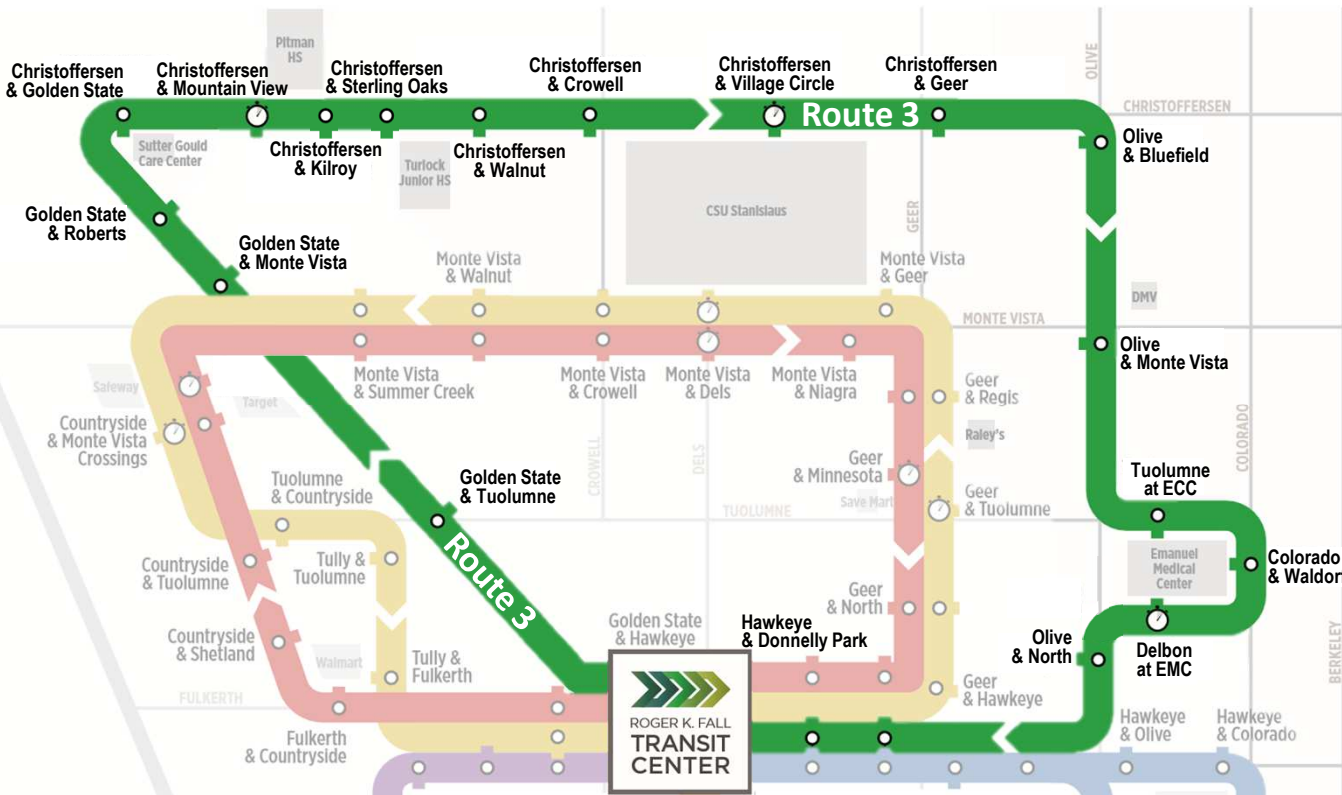 Pitman
HS
Christoffersen
& Golden State
Christoffersen
& Mountain View
Christoffersen
& Sterling Oaks
Christoffersen
& Crowell
Christoffersen
& Village Circle
Christoffersen
& Geer
OLIVE
CHRISTOFFERSEN
Route 3
Sutter Gould
Care Center
Christoffersen
& Kilroy
Turlock
Junior HS
Christoffersen
& Walnut
Olive
& Bluefield
CSU Stanislaus
GEER
Golden State
& Roberts
Golden State
& Monte Vista
Monte Vista
& Walnut
Monte Vista
& Geer
DMV
MONTE VISTA
Olive
& Monte Vista
Safeway
Target
Monte Vista
& Summer Creek
Monte Vista
& Crowell
Monte Vista
& Dels
Monte Vista
& Niagra
Geer
& Regis
Raley's
COLORADO
Countryside
& Monte Vista
Crossings
CROWELL
DELS
Geer
& Minnesota
Tuolumne
& Countryside
Golden State
& Tuolumne
TUOLUMNE
Save Mart
Geer
& Tuolumne
Tuolumne
at ECC
Countryside
& Tuolumne
Tully &
Tuolumne
Route 3
Emanuel
Medical
Center
Colorado
& Waldor
Geer
& North
Countryside
& Shetland
Walmart
Tully &
Fulkerth
Golden State
& Hawkeye
Hawkeye
& Donnelly Park
Olive
& North
Delbon
at EMC
BERKELEY
FULKERTH
Geer
& Hawkeye
ROGER K. FALL
TRANSIT
CENTER
Fulkerth
& Countryside
Hawkeye
& Olive
Hawkeye
& Colorado